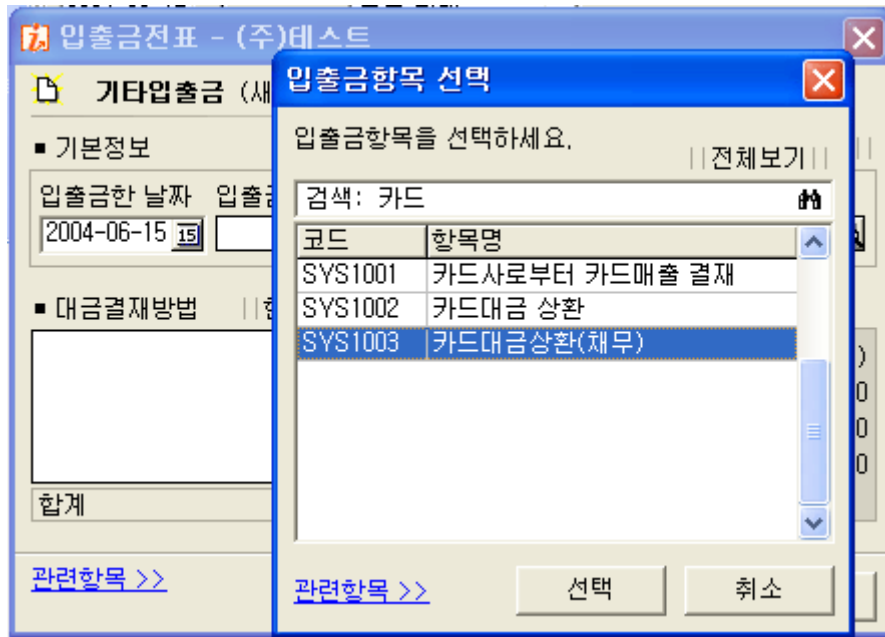 입출금전표 - (주)테스트
기타입출금 (새
기본정보
입출금한 날짜 입출금
2004-06-15 15
대금결제방법 ||현
합계
관련항목 >>
)
0
0
0
입출금항목 선택
입출금항목을 선택하세요.
||전체보기||
검색: 카드
코드 항목명
SYS1001 카드사로부터 카드매출 결재
SYS1002 카드대금 상환
SYS1003 카드대금상환(채무)
관련항목 >> 선택 취소